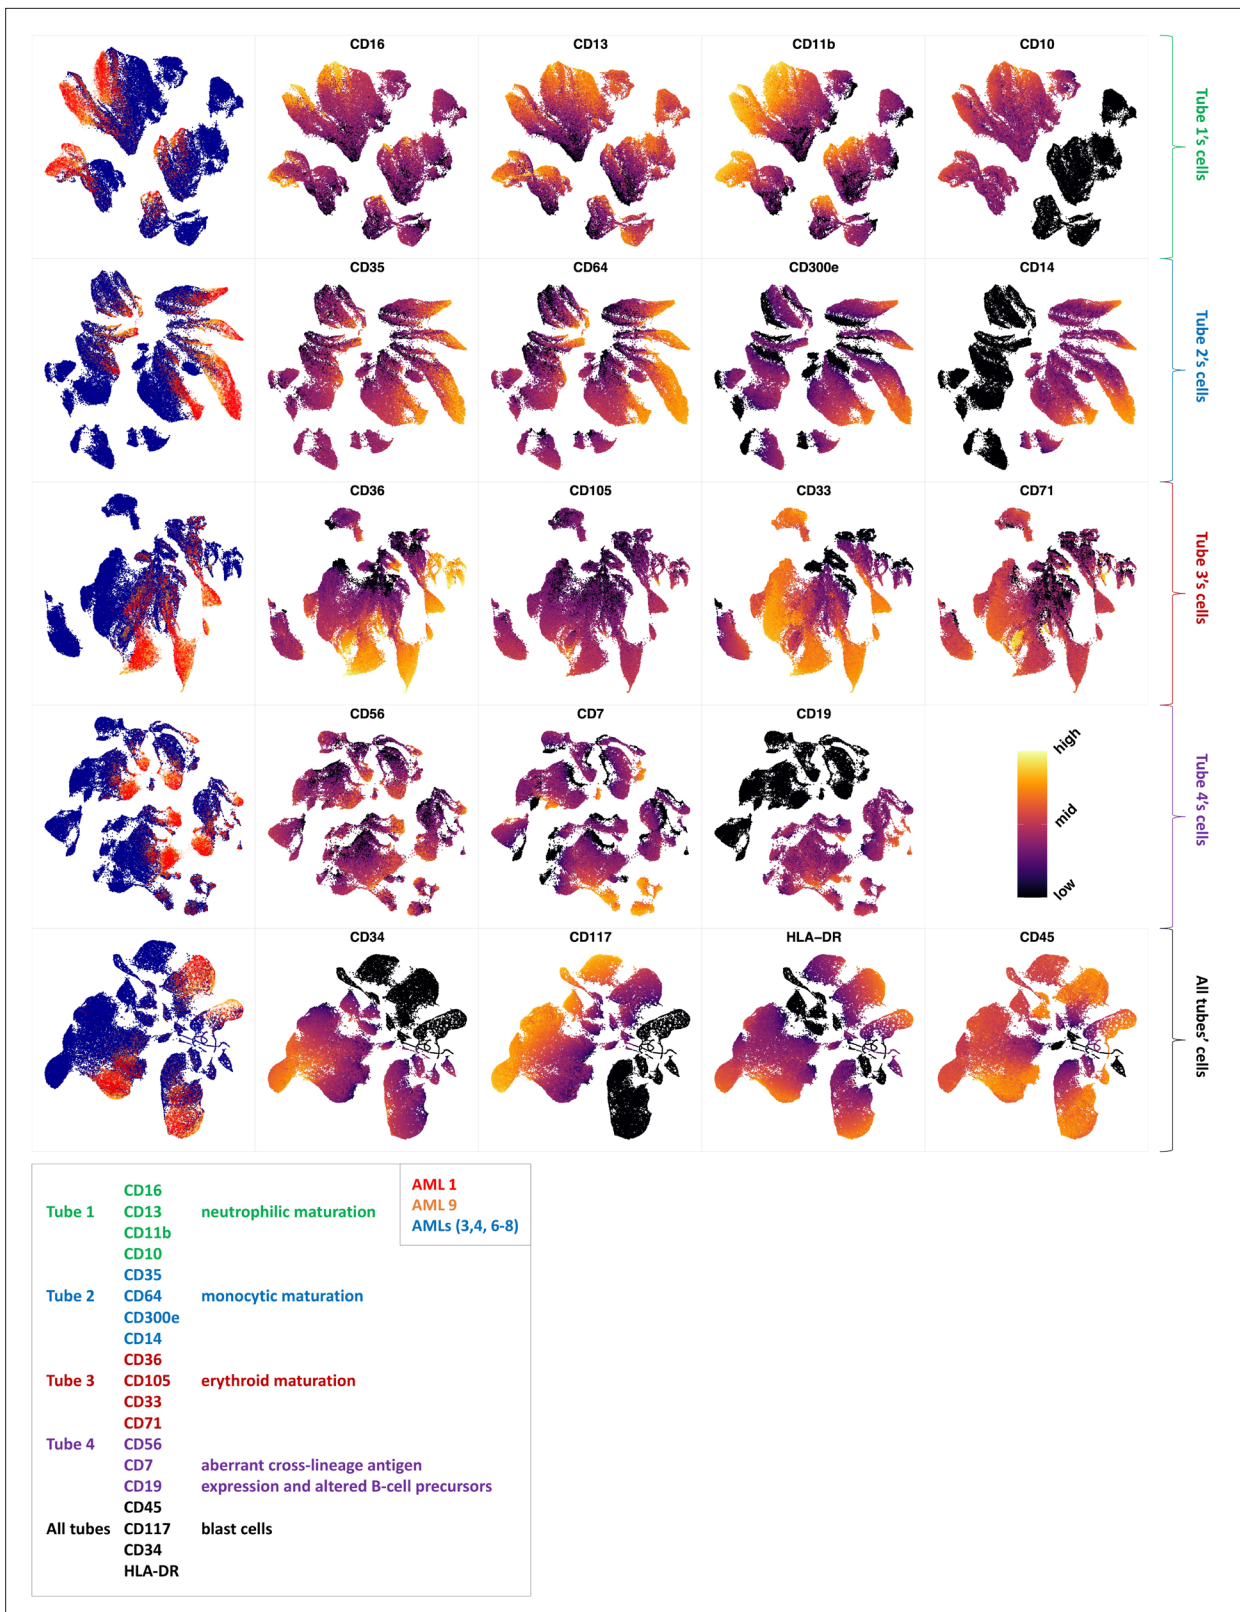 CD16
CD13
CD11b
CD10
Tube 1's cells
CD35
CD64
CD300e
CD14
Tube 2's cells
CD36
CD105
CD33
CD71
Tube 3's cells
CD56
CD7
CD19
high
mid
low
Tube 4's cells
CD34
CD117
HLA–DR
CD45
All tubes' cells
AML 1
AML 9
AMLs (3,4, 6-8)
CD16
Tube 1 CD13 neutrophilic maturation
CD11b
CD10
CD35
Tube 2 CD64 monocytic maturation
CD300e
CD14
CD36
Tube 3 CD105 erythroid maturation
CD33
CD71
Tube 4 CD56
CD7 aberrant cross-lineage antigen
CD19 expression and altered B-cell precursors
CD45
All tubes CD117 blast cells
CD34
HLA-DR